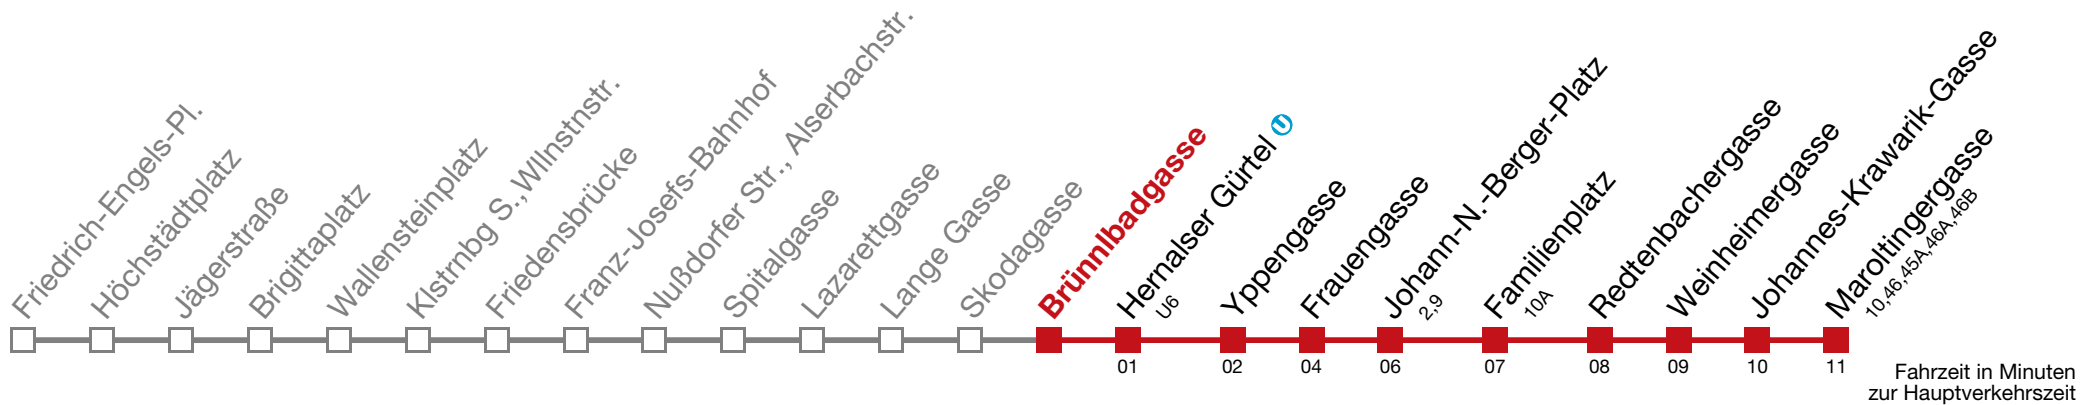 Friedrich-Engels-Pl.
Höchstädtplatz
Jägerstraße
Brigittaplatz
Wallensteinplatz
Klstrnbg S., Wllnstnstr.
Friedensbrücke
Franz-Josefs-Bahnhof
Nußdorfer Str., Alserbachstr.
Spitalgasse
Lazarettgasse
Lange Gasse
Skodagasse
Brünnlbadgasse
Hernalser Gürtel U
U6
Yppengasse
Frauengasse
Johann-N.-Berger-Platz
2,9
Familienplatz
10A
Redtenbachergasse
Weinheimergasse
Johannes-Krawarik-Gasse
Maroltingergasse
10,46,45A,46A,46B
01 02 04 06 07 08 09 10 11
Fahrzeit in Minuten
zur Hauptverkehrszeit